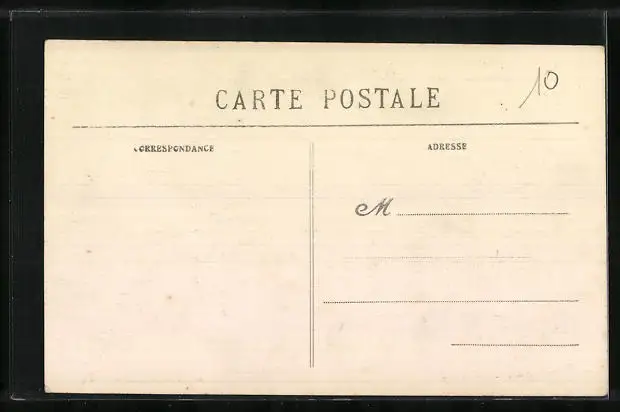 10
CARTE POSTALE
CORRESPONDANCE
ADRESSE
M